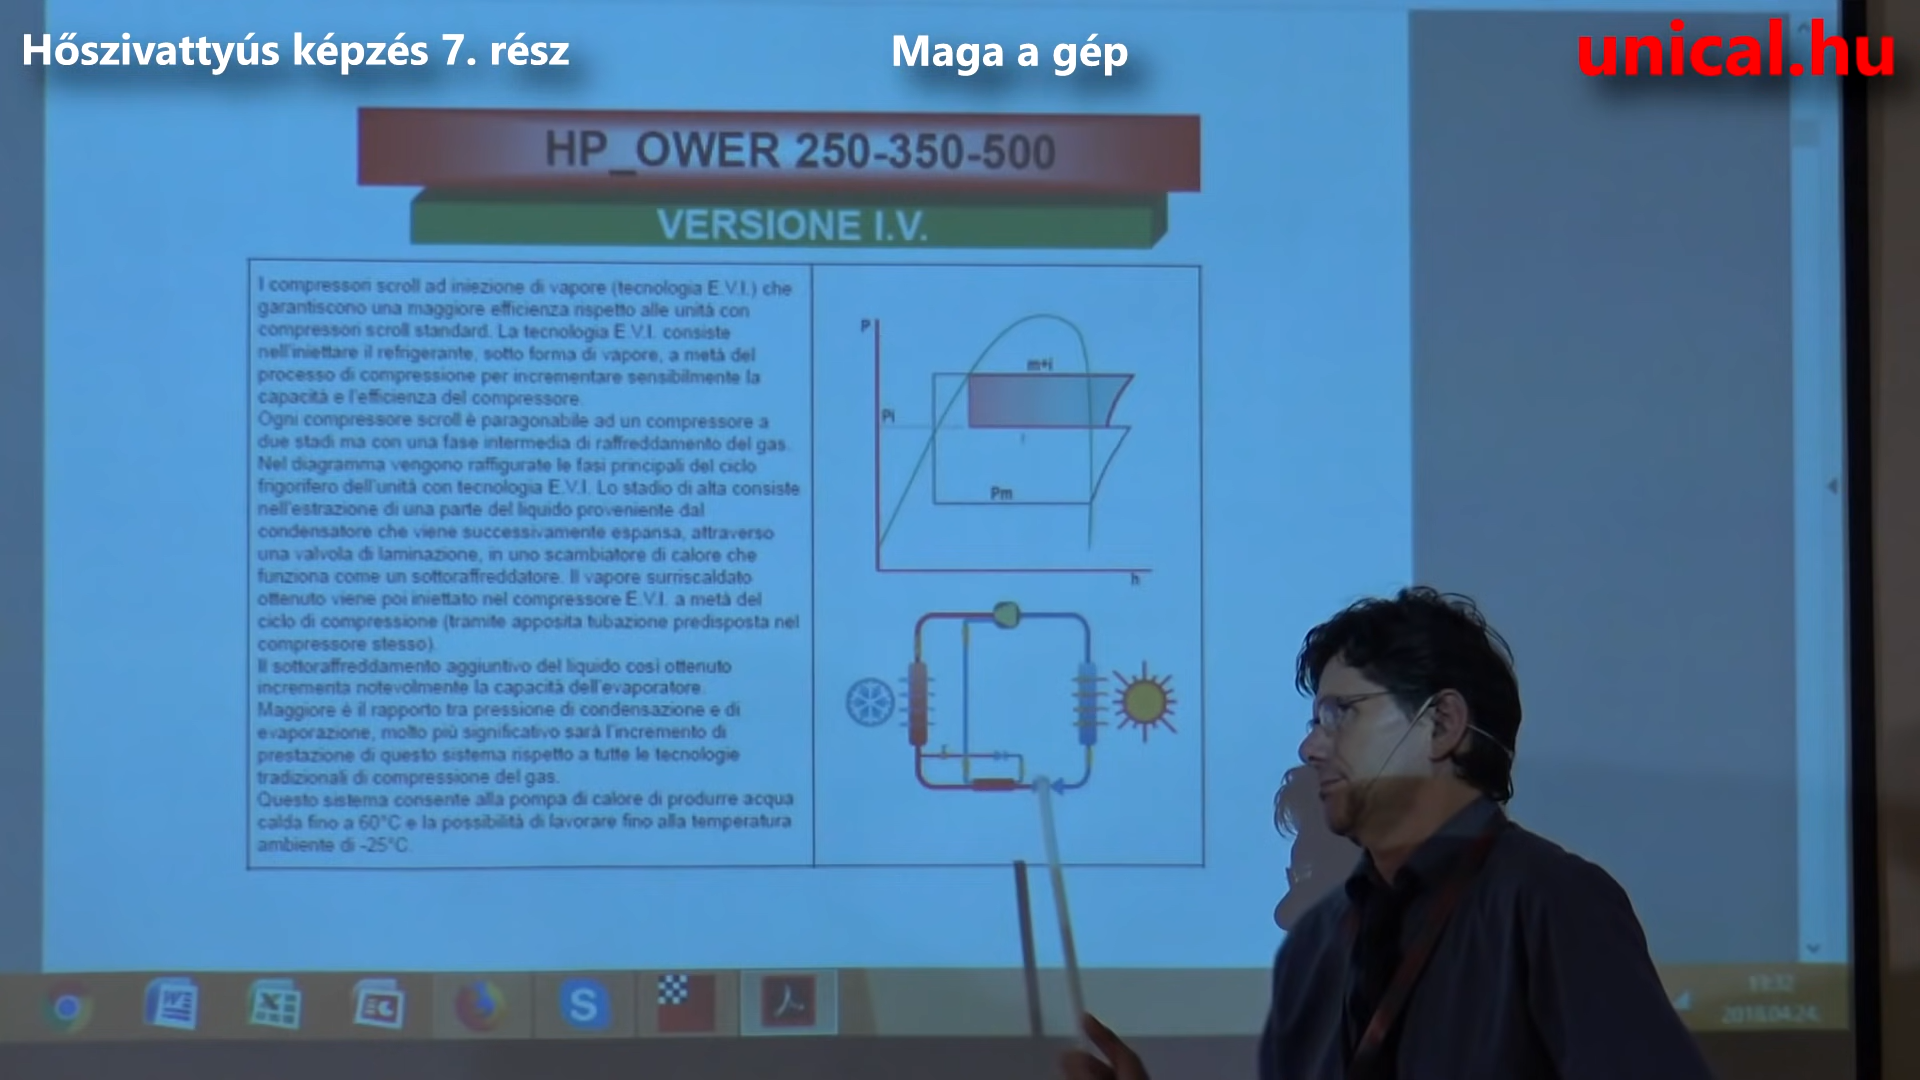 Hőszivattyús képzés 7. rész
Maga a gép
unical.hu
HP_OWER 250-350-500
VERSIONE I.V.
I compressori scroll ad iniezione di vapore (tecnologia E.V.I.) che
garantiscono una maggiore efficienza rispetto alle unità con
compressori scroll standard. La tecnologia E.V.I. consiste
nell'iniettare il refrigerante, sotto forma di vapore, a metà del
processo di compressione per incrementare sensibilmente la
capacità e l'efficienza del compressore.
Ogni compressore scroll è paragonabile ad un compressore a
due stadi ma con una fase intermedia di raffreddamento del gas.
Nel diagramma vengono raffigurate le fasi principali del ciclo
frigorifero dell'unità con tecnologia E.V.I. Lo stadio di alta consiste
nell'estrazione di una parte del liquido proveniente dal
condensatore che viene successivamente espansa, attraverso
una valvola di laminazione, in uno scambiatore di calore che
funziona come un sottoraffreddatore. Il vapore surriscaldato
ottenuto viene poi iniettato nel compressore E.V.I. a metà del
ciclo di compressione (tramite apposita tubazione predisposta nel
compressore stesso).
Il sottoraffreddamento aggiuntivo del liquido così ottenuto
incrementa notevolmente la capacità dell'evaporatore.
Maggiore è il rapporto tra pressione di condensazione e di
evaporazione, molto più significativo sarà l'incremento di
prestazione di questo sistema rispetto a tutte le tecnologie
tradizionali di compressione del gas.
Questo sistema consente alla pompa di calore di produrre acqua
calda fino a 60°C e la possibilità di lavorare fino alla temperatura
ambiente di -25°C.
P
m+i
Pi
i
Pm
h
2018.04.24.